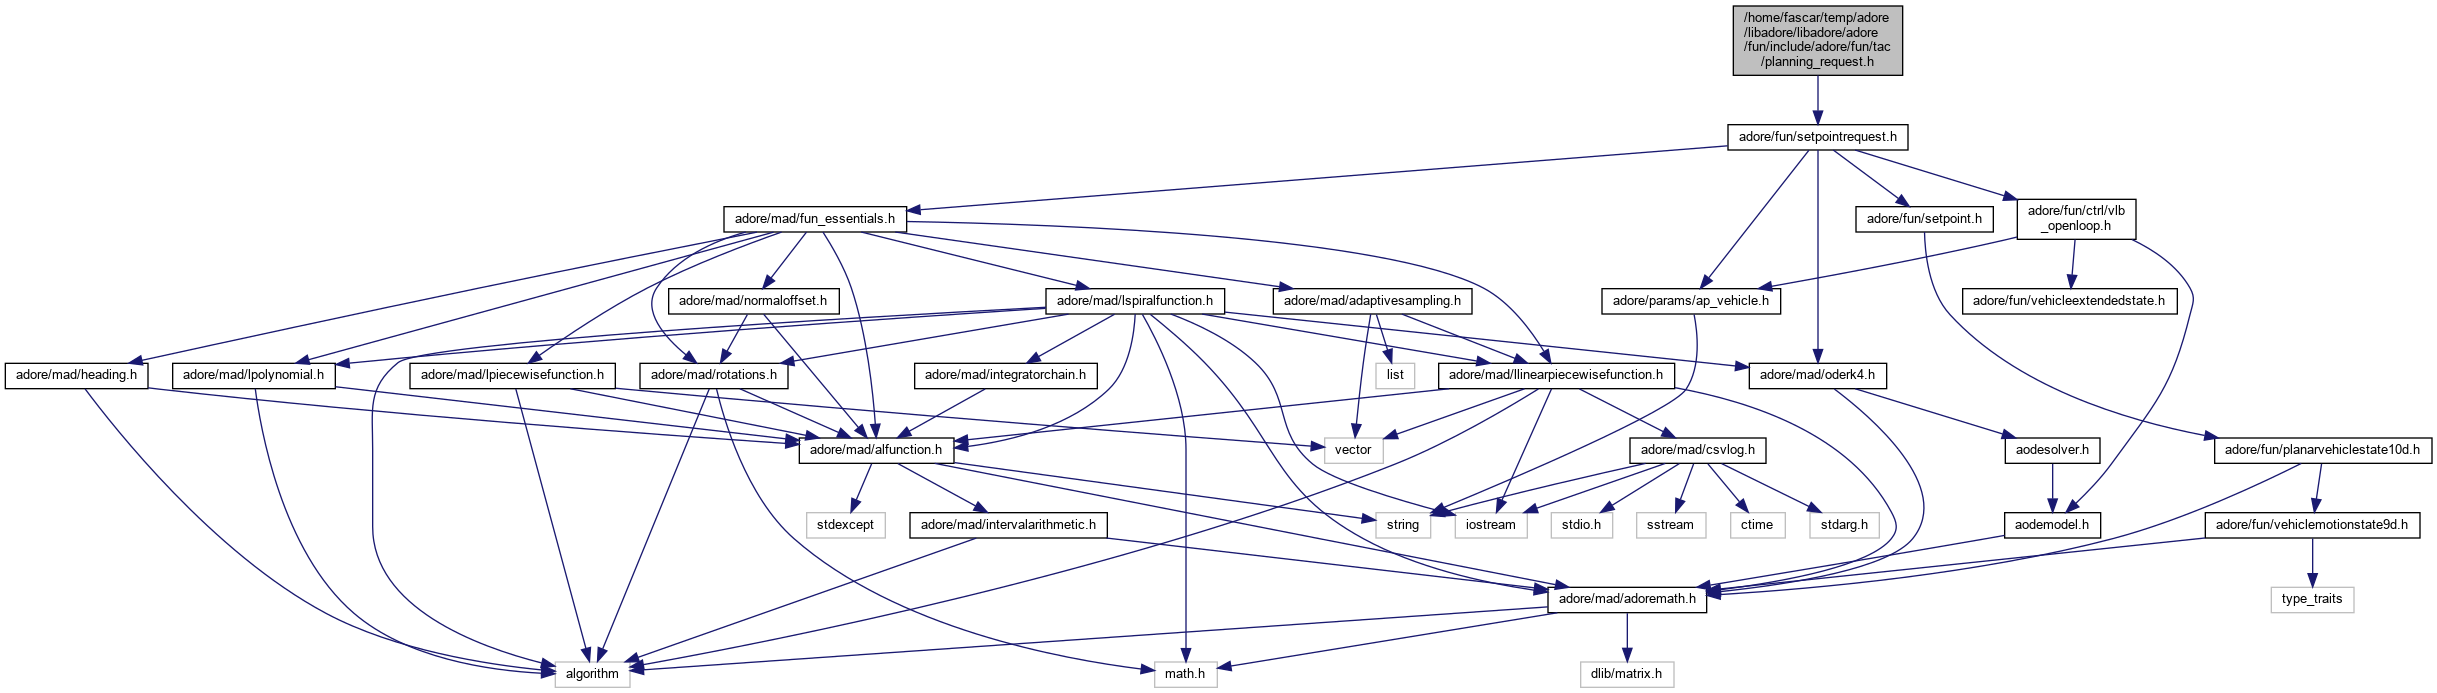 /home/fascar/temp/adore
/libadore/libadore/adore
/fun/include/adore/fun/tac
/planning_request.h
adore/fun/setpointrequest.h
adore/mad/fun_essentials.h
adore/fun/setpoint.h
adore/fun/ctrl/vlb
_openloop.h
adore/mad/normaloffset.h
adore/mad/lspiralfunction.h
adore/mad/adaptivesampling.h
adore/params/ap_vehicle.h
adore/fun/vehicleextendedstate.h
adore/mad/heading.h
adore/mad/lpolynomial.h
adore/mad/lpiecewisefunction.h
adore/mad/rotations.h
adore/mad/integratorchain.h
list
adore/mad/llinearpiecewisefunction.h
adore/mad/oderk4.h
adore/mad/alfunction.h
vector
adore/mad/csvlog.h
aodesolver.h
adore/fun/planarvehiclestate10d.h
stdexcept
adore/mad/intervalarithmetic.h
string
iostream
stdio.h
sstream
ctime
stdarg.h
aodemodel.h
adore/fun/vehiclemotionstate9d.h
adore/mad/adoremath.h
type_traits
algorithm
math.h
dlib/matrix.h